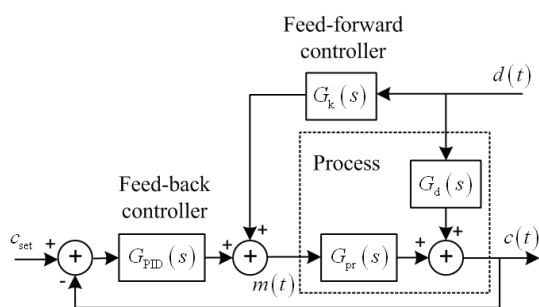 Feed-forward
controller
d(t)
G_k(s)
+ +
Process
G_d(s)
Feed-back
controller
c_set
+
+
-
G_PID(s)
+
+
+
m(t)
G_pr(s)
+
+
+
c(t)